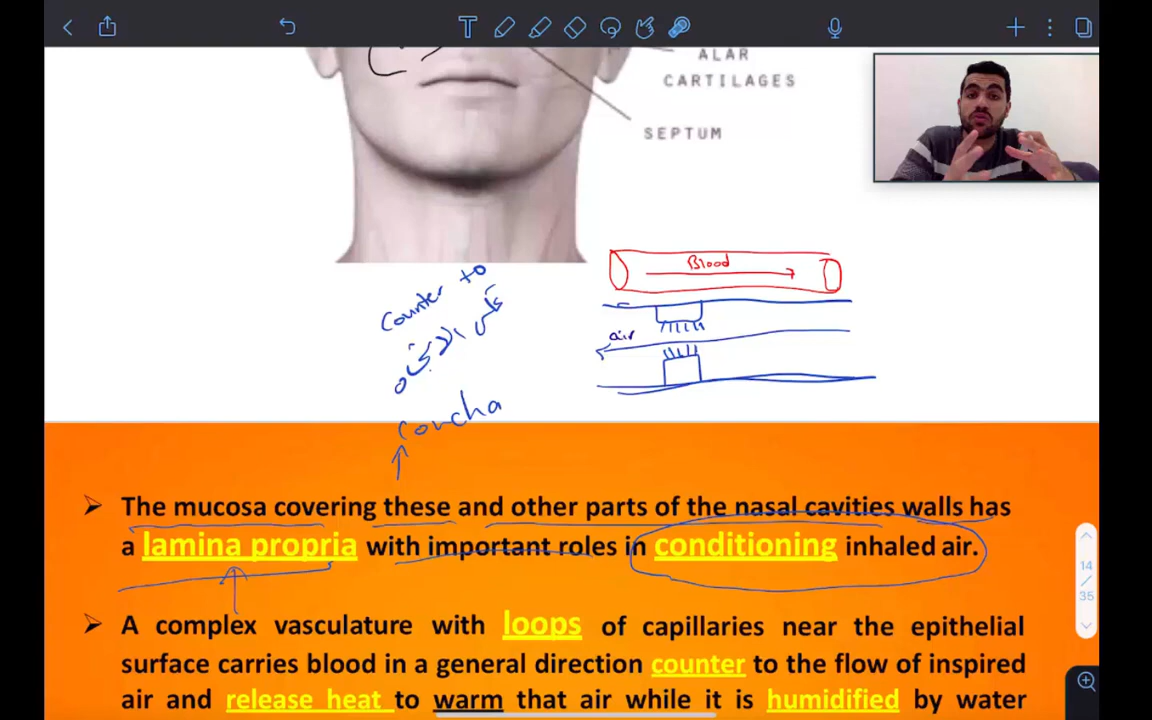 ALAR
CARTILAGES
SEPTUM
Blood
air
Counter to
عكس الاتجاه
concha
➢ The mucosa covering these and other parts of the nasal cavities walls has
a lamina propria with important roles in conditioning inhaled air.
➢ A complex vasculature with loops of capillaries near the epithelial
surface carries blood in a general direction counter to the flow of inspired
air and release heat to warm that air while it is humidified by water
14
/
35